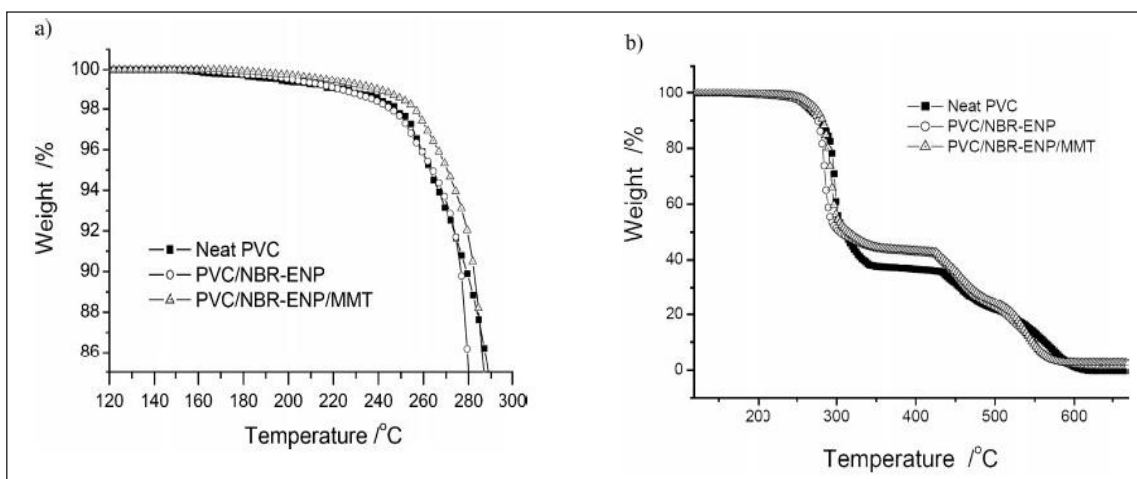 a)
100
98
96
94
92
90
88
86
Weight /%
Neat PVC
PVC/NBR-ENP
PVC/NBR-ENP/MMT
120 140 160 180 200 220 240 260 280 300
Temperature /°C
b)
100
80
60
40
20
0
Weight /%
Neat PVC
PVC/NBR-ENP
PVC/NBR-ENP/MMT
200 300 400 500 600
Temperature /°C